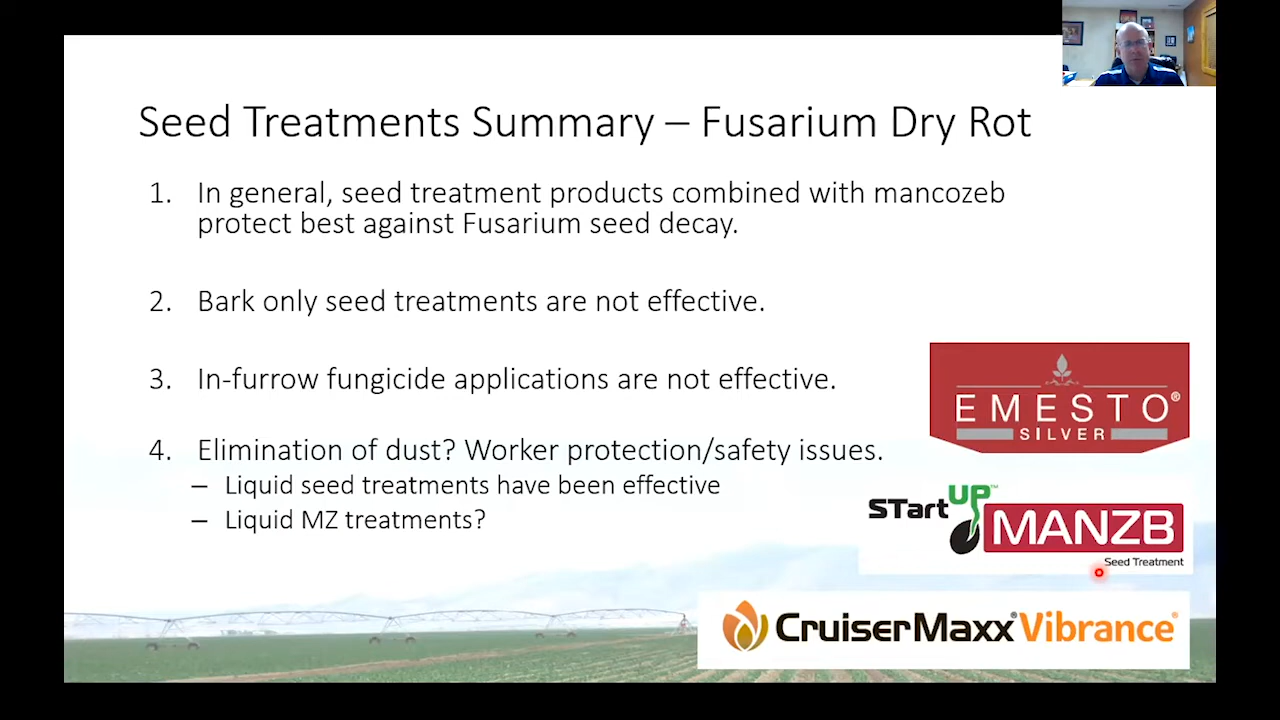 Seed Treatments Summary – Fusarium Dry Rot
1. In general, seed treatment products combined with mancozeb
protect best against Fusarium seed decay.
2. Bark only seed treatments are not effective.
3. In-furrow fungicide applications are not effective.
4. Elimination of dust? Worker protection/safety issues.
– Liquid seed treatments have been effective
– Liquid MZ treatments?
EMESTO®
SILVER
STartUP™
MANZB
Seed Treatment
CruiserMaxx® Vibrance®